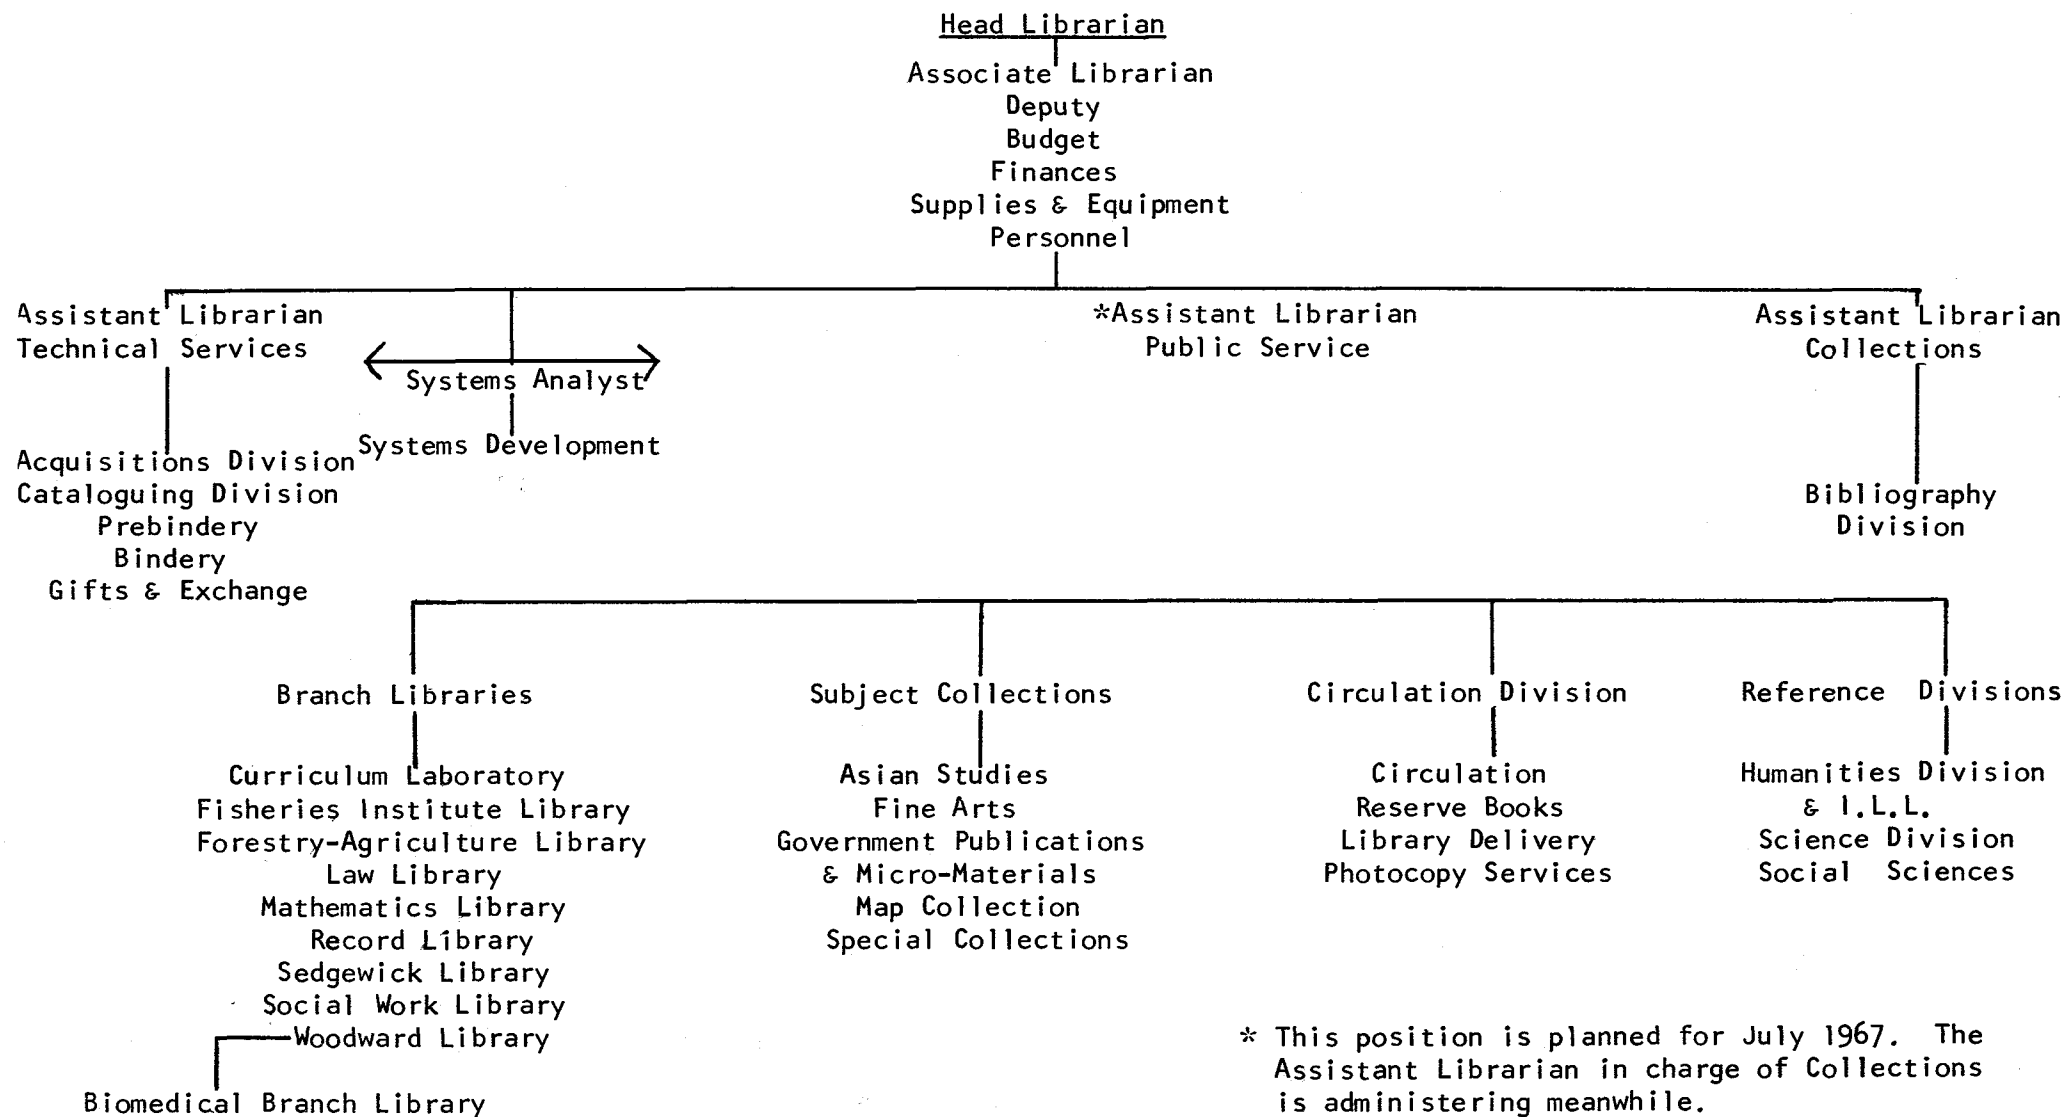 Head Librarian
Associate Librarian
Deputy
Budget
Finances
Supplies & Equipment
Personnel
Assistant Librarian
Technical Services
Systems Analyst
Systems Development
*Assistant Librarian
Public Service
Assistant Librarian
Collections
Acquisitions Division
Cataloguing Division
Prebindery
Bindery
Gifts & Exchange
Bibliography
Division
Branch Libraries
Curriculum Laboratory
Fisheries Institute Library
Forestry-Agriculture Library
Law Library
Mathematics Library
Record Library
Sedgewick Library
Social Work Library
Woodward Library
Biomedical Branch Library
Subject Collections
Asian Studies
Fine Arts
Government Publications
& Micro-Materials
Map Collection
Special Collections
Circulation Division
Circulation
Reserve Books
Library Delivery
Photocopy Services
Reference Divisions
Humanities Division
& I.L.L.
Science Division
Social Sciences
* This position is planned for July 1967. The
Assistant Librarian in charge of Collections
is administering meanwhile.